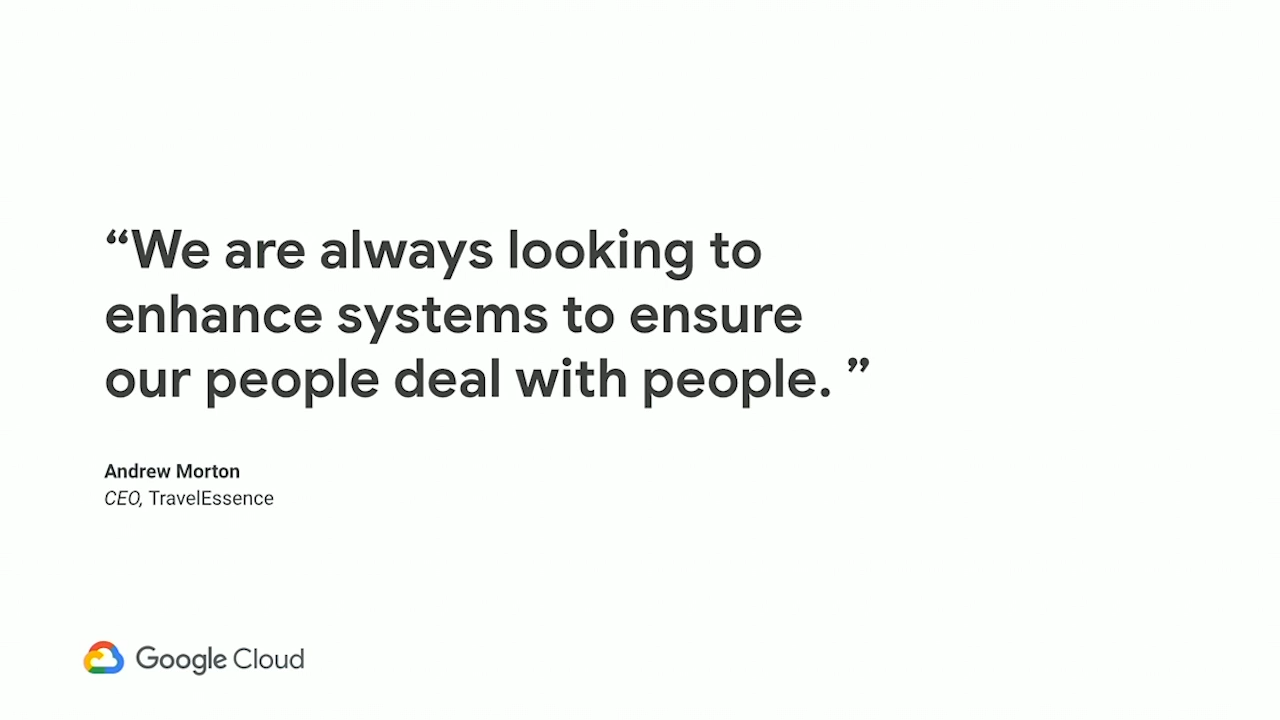 “We are always looking to
enhance systems to ensure
our people deal with people. ”
Andrew Morton
CEO, TravelEssence
Google Cloud